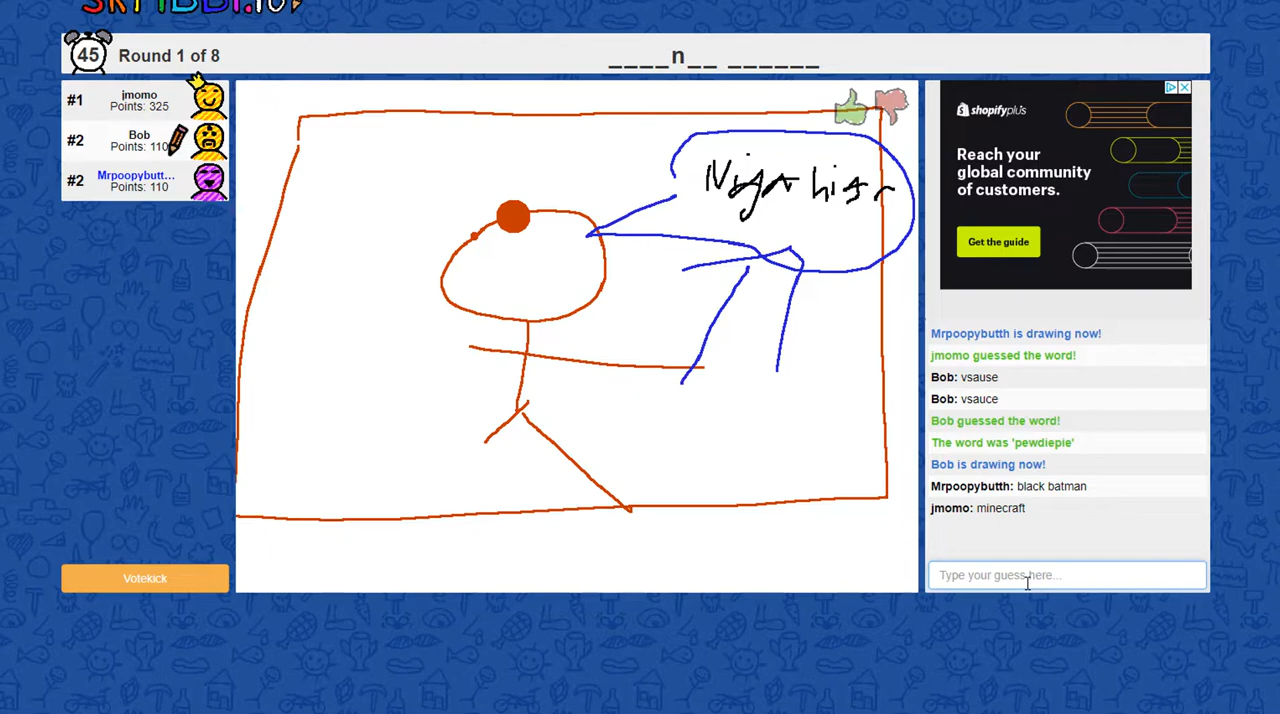 SKRIBBL.IO
45 Round 1 of 8 ____n__ ______
#1 jmomo
Points: 325
#2 Bob
Points: 110
#2 Mrpoopybutt...
Points: 110
Votekick
shopifyplus
Reach your
global community
of customers.
Get the guide
Mrpoopybutth is drawing now!
jmomo guessed the word!
Bob: vsause
Bob: vsauce
Bob guessed the word!
The word was 'pewdiepie'
Bob is drawing now!
Mrpoopybutth: black batman
jmomo: minecraft
Type your guess here...